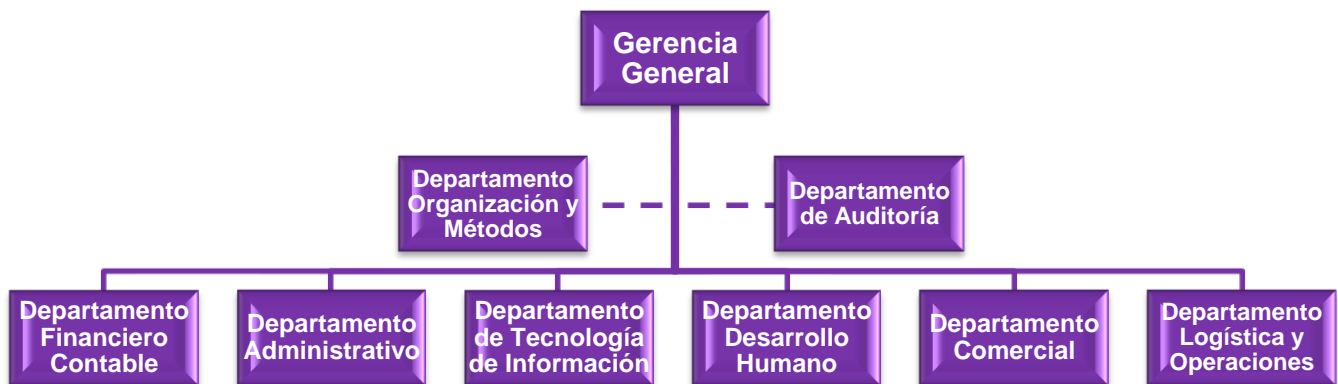 Gerencia
General
Departamento
Organización y
Métodos
Departamento
de Auditoría
Departamento
Financiero
Contable
Departamento
Administrativo
Departamento
de Tecnología
de Información
Departamento
Desarrollo
Humano
Departamento
Comercial
Departamento
Logística y
Operaciones